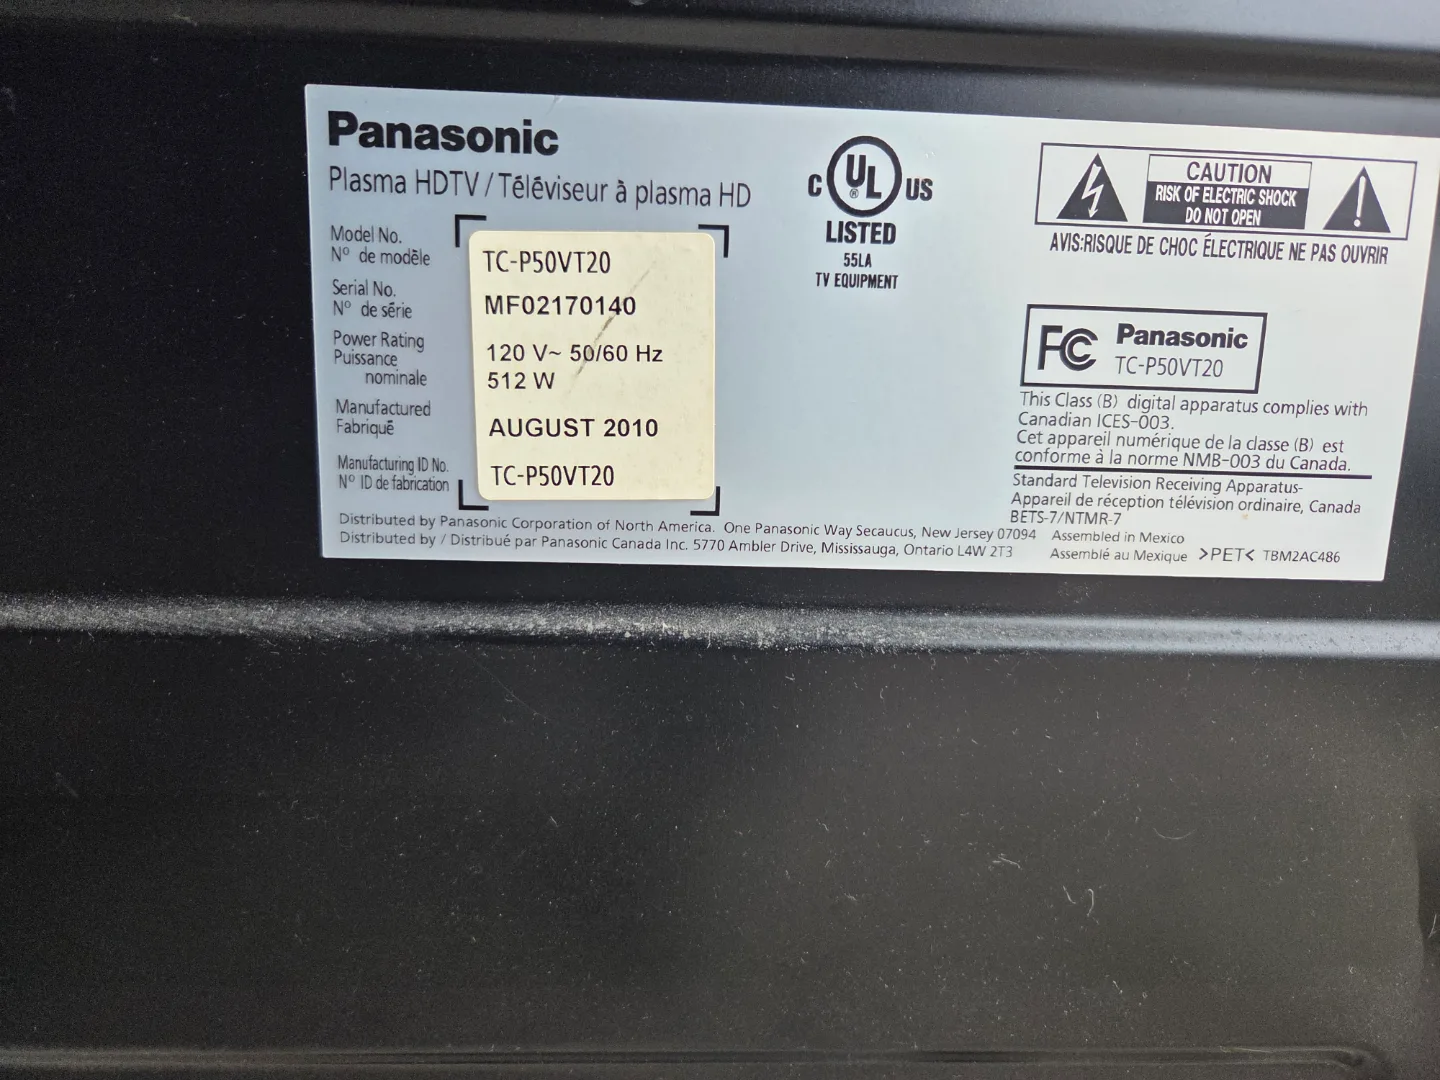 Panasonic
Plasma HDTV / Téléviseur à plasma HD
Model No.
N° de modèle
TC-P50VT20
Serial No.
N° de série
MF02170140
Power Rating
Puissance
nominale
120 V~ 50/60 Hz
512 W
Manufactured
Fabriqué
AUGUST 2010
Manufacturing ID No.
N° ID de fabrication
TC-P50VT20
C UL ® US
LISTED
55LA
TV EQUIPMENT
CAUTION
RISK OF ELECTRIC SHOCK
DO NOT OPEN
AVIS:RISQUE DE CHOC ÉLECTRIQUE NE PAS OUVRIR
FC Panasonic
TC-P50VT20
This Class (B) digital apparatus complies with
Canadian ICES-003.
Cet appareil numérique de la classe (B) est
conforme à la norme NMB-003 du Canada.
Standard Television Receiving Apparatus-
Appareil de réception télévision ordinaire, Canada
BETS-7/NTMR-7
Distributed by Panasonic Corporation of North America. One Panasonic Way Secaucus, New Jersey 07094
Distributed by / Distribué par Panasonic Canada Inc. 5770 Ambler Drive, Mississauga, Ontario L4W 2T3
Assembled in Mexico
Assemblé au Mexique >PET< TBM2AC486